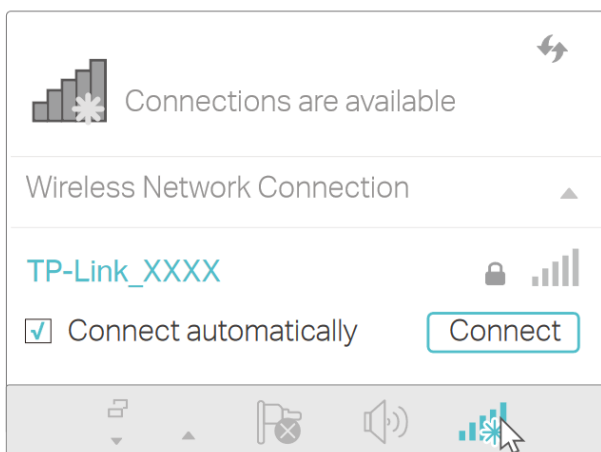 Connections are available
Wireless Network Connection
TP-Link_XXXX
Connect automatically
Connect